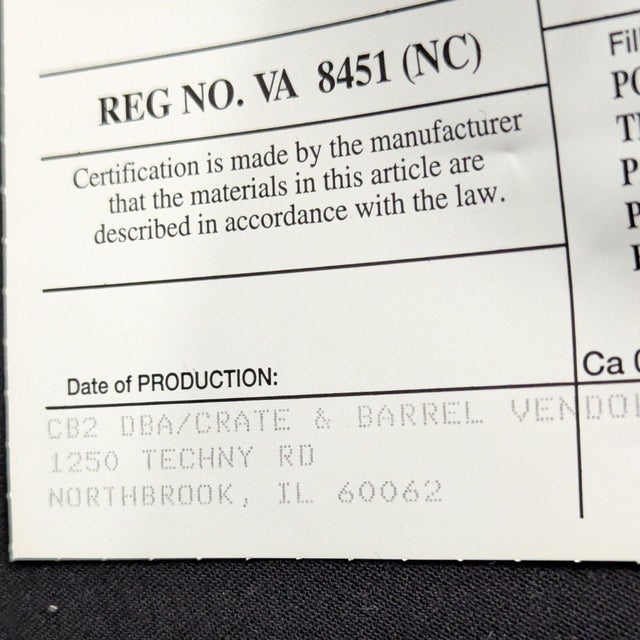 REG NO. VA 8451 (NC)
Certification is made by the manufacturer
that the materials in this article are
described in accordance with the law.
Date of PRODUCTION:
Ca
CB2 DBA/CRATE & BARREL
1250 TECHNY RD
NORTHBROOK, IL 60062